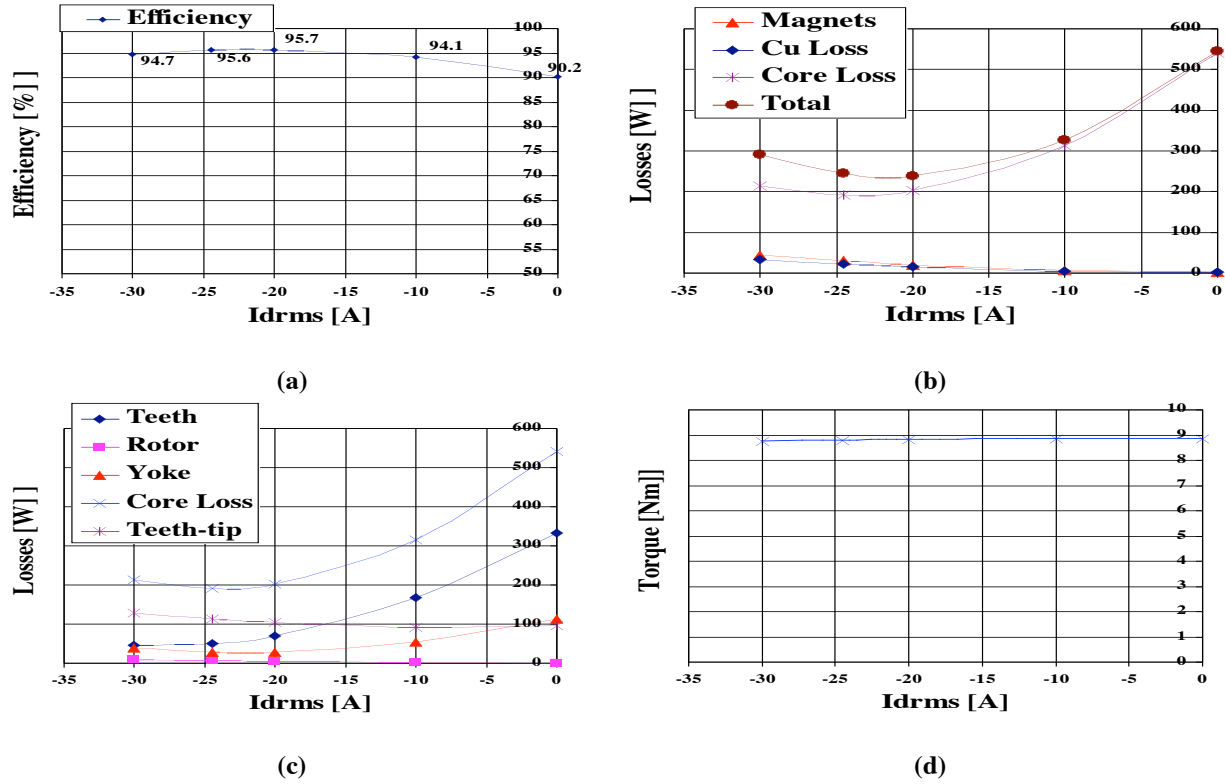 Efficiency
100
95
90
85
80
75
70
65
60
55
50
94.7
95.6
95.7
94.1
90.2
Efficiency [%] ]
-35 -30 -25 -20 -15 -10 -5 0
Idrms [A]
(a)
Magnets
Cu Loss
Core Loss
Total
600
500
400
300
200
100
0
Losses [W] ]
-35 -30 -25 -20 -15 -10 -5 0
Idrms [A]
(b)
Teeth
Rotor
Yoke
Core Loss
Teeth-tip
600
500
400
300
200
100
0
Losses [W] ]
-35 -30 -25 -20 -15 -10 -5 0
Idrms [A]
(c)
10
9
8
7
6
5
4
3
2
1
0
Torque [Nm]]
-35 -30 -25 -20 -15 -10 -5 0
Idrms [A]
(d)